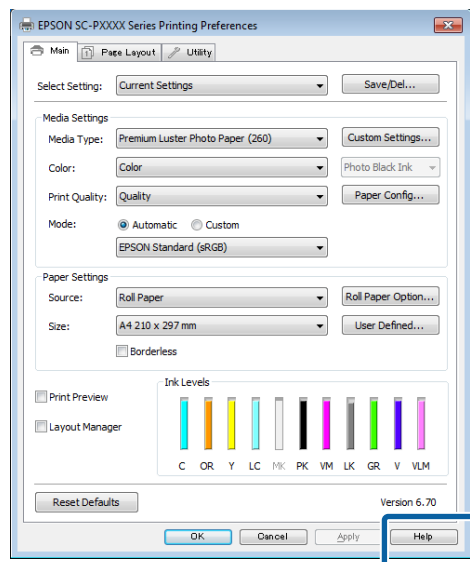 EPSON SC-PXXXX Series Printing Preferences
Main Page Layout Utility
Select Setting: Current Settings Save/Del...
Media Settings
Media Type: Premium Luster Photo Paper (260) Custom Settings...
Color: Color Photo Black Ink
Print Quality: Quality Paper Config...
Mode: Automatic Custom
EPSON Standard (sRGB)
Paper Settings
Source: Roll Paper Roll Paper Option...
Size: A4 210 x 297 mm User Defined...
Borderless
Ink Levels
Print Preview
Layout Manager
C OR Y LC MK PK VM LK GR V VLM
Reset Defaults Version 6.70
OK Cancel Apply Help